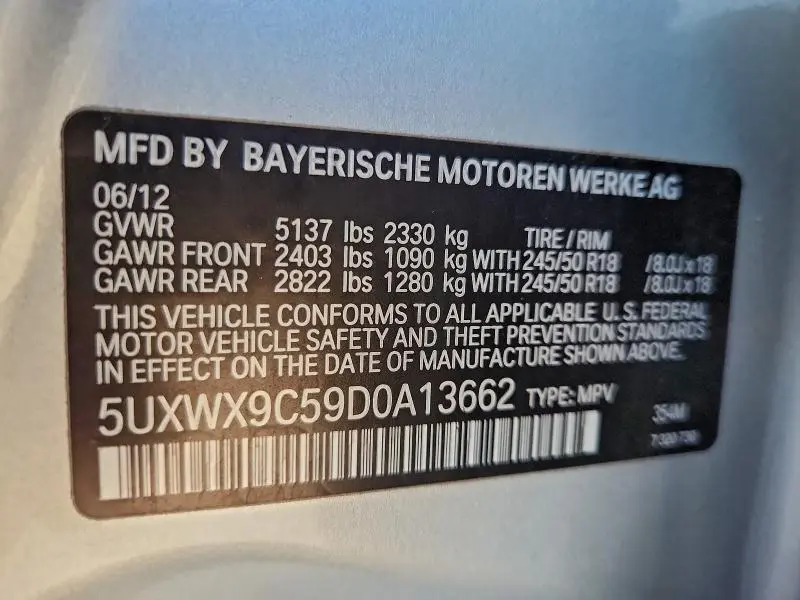 MFD BY BAYERISCHE MOTOREN WERKE AG
06/12
GVWR 5137 lbs 2330 kg TIRE / RIM
GAWR FRONT 2403 lbs 1090 kg WITH 245/50 R18 /8.0J x 18
GAWR REAR 2822 lbs 1280 kg WITH 245/50 R18 /8.0J x 18
THIS VEHICLE CONFORMS TO ALL APPLICABLE U.S. FEDERAL
MOTOR VEHICLE SAFETY AND THEFT PREVENTION STANDARDS
IN EFFECT ON THE DATE OF MANUFACTURE SHOWN ABOVE.
5UXWX9C59D0A13662 TYPE: MPV 354M